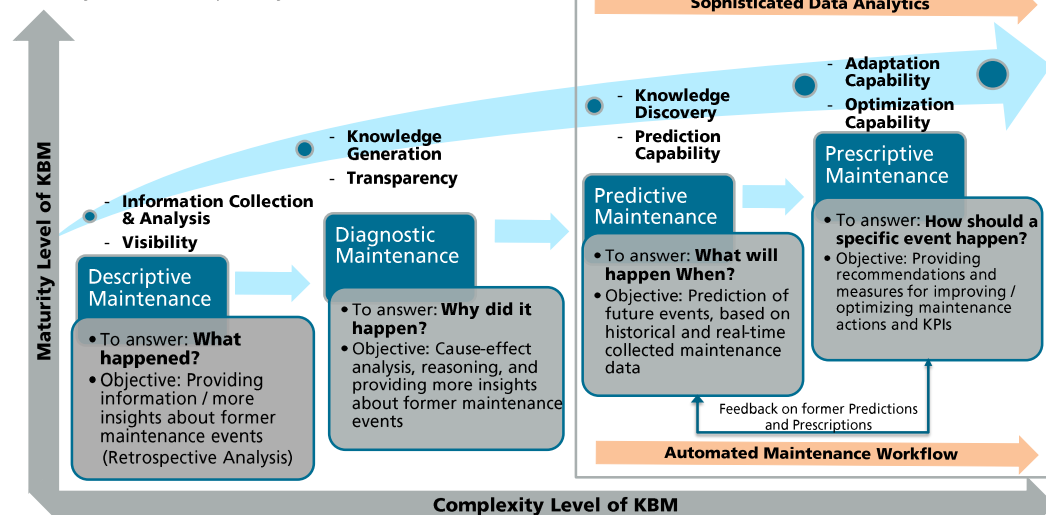 Sophisticated Data Analytics
Maturity Level of KBM
- Information Collection
& Analysis
- Visibility
Descriptive
Maintenance
• To answer: What
happened?
• Objective: Providing
information / more
insights about former
maintenance events
(Retrospective Analysis)
- Knowledge
Generation
- Transparency
Diagnostic
Maintenance
• To answer: Why did it
happen?
• Objective: Cause-effect
analysis, reasoning, and
providing more insights
about former maintenance
events
- Knowledge
Discovery
- Prediction
Capability
Predictive
Maintenance
• To answer: What will
happen When?
• Objective: Prediction of
future events, based on
historical and real-time
collected maintenance
data
- Adaptation
Capability
- Optimization
Capability
Prescriptive
Maintenance
• To answer: How should a
specific event happen?
• Objective: Providing
recommendations and
measures for improving /
optimizing maintenance
actions and KPIs
Feedback on former Predictions
and Prescriptions
Automated Maintenance Workflow
Complexity Level of KBM